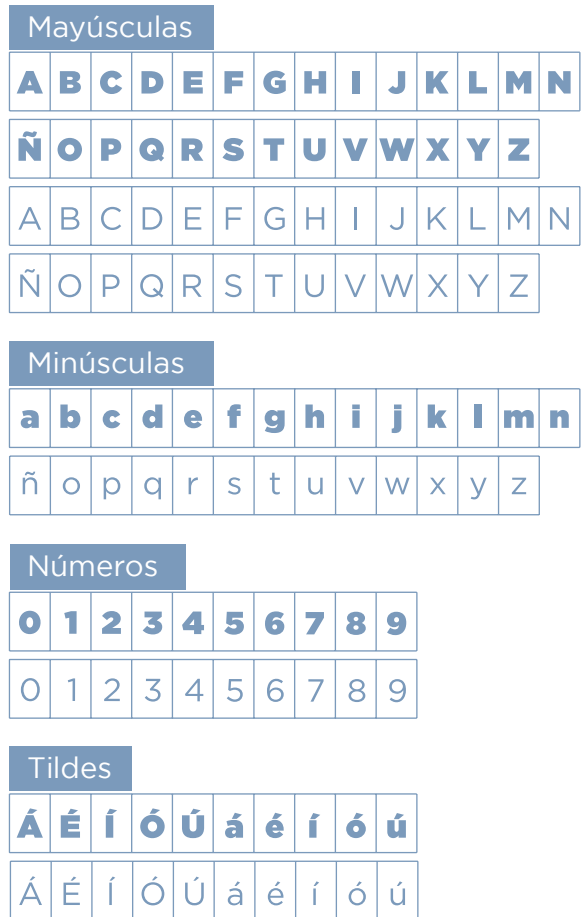 Mayúsculas
A B C D E F G H I J K L M N
Ñ O P Q R S T U V W X Y Z
A B C D E F G H I J K L M N
Ñ O P Q R S T U V W X Y Z
Minúsculas
a b c d e f g h i j k l m n
ñ o p q r s t u v w x y z
Números
0 1 2 3 4 5 6 7 8 9
0 1 2 3 4 5 6 7 8 9
Tildes
Á É Í Ó Ú á é í ó ú
Á É Í Ó Ú á é í ó ú